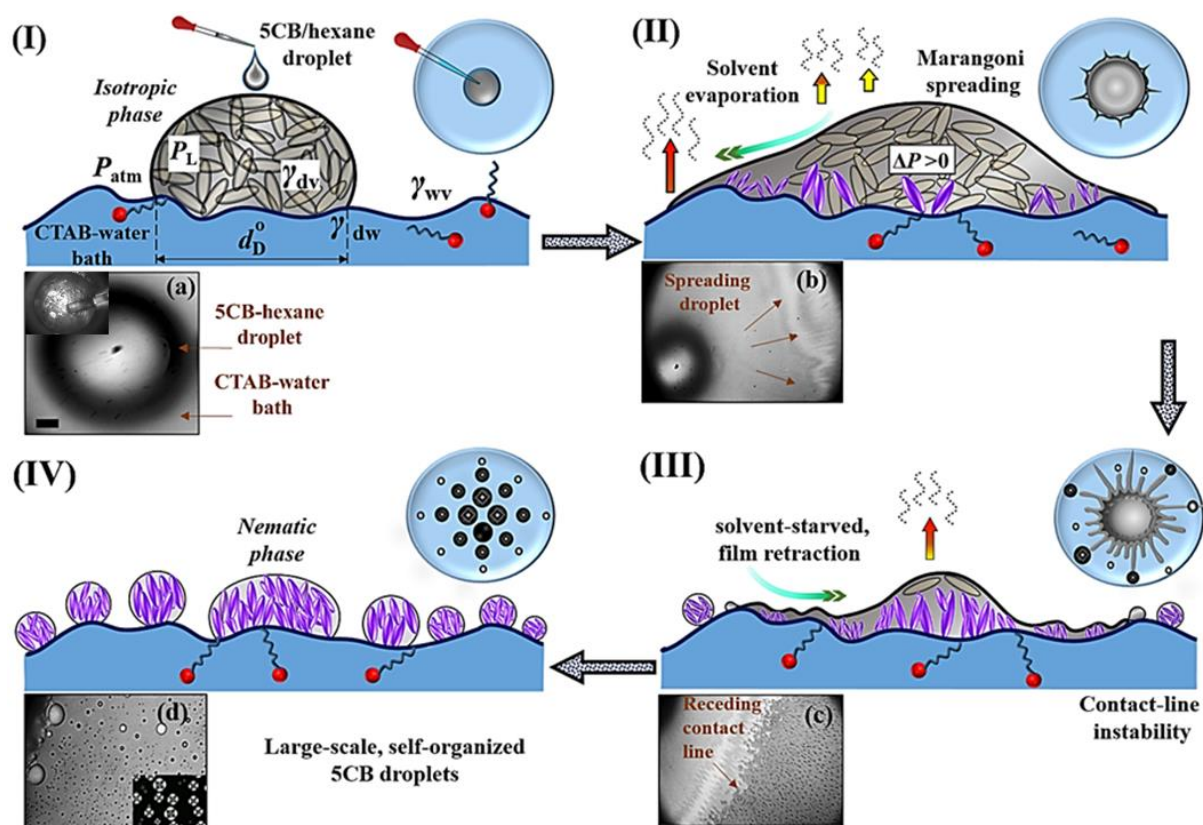 (I)
5CB/hexane
droplet
Isotropic
phase
P_L
γ_dv
P_atm
γ_wv
CTAB-water
bath
d_D^o
γ_dw
(a)
5CB-hexane
droplet
CTAB-water
bath
(II)
Solvent
evaporation
Marangoni
spreading
ΔP >0
Spreading
droplet
(b)
(IV)
Nematic
phase
(d)
Large-scale, self-organized
5CB droplets
(III)
solvent-starved,
film retraction
Receding
contact
line
(c)
Contact-line
instability